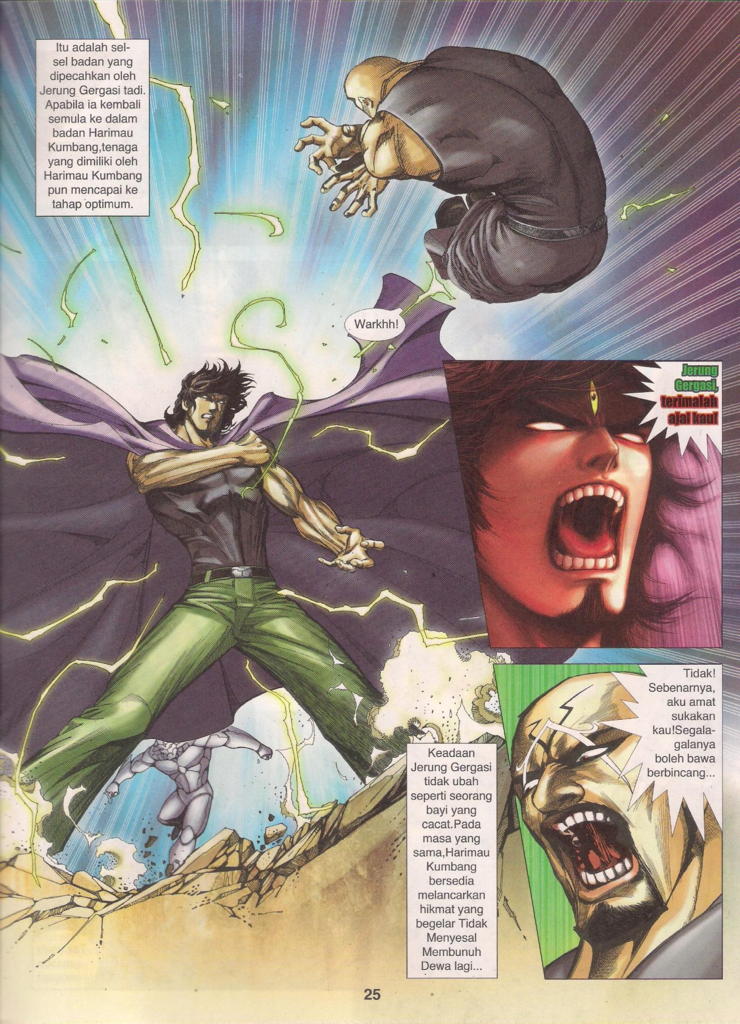 Itu adalah sel-
sel badan yang
dipecahkan oleh
Jerung Gergasi tadi.
Apabila ia kembali
semula ke dalam
badan Harimau
Kumbang,tenaga
yang dimiliki oleh
Harimau Kumbang
pun mencapai ke
tahap optimum.
Warkhh!
Jerung
Gergasi,
terimalah
ajal kau!
Tidak!
Sebenarnya,
aku amat
sukakan
kau!Segala-
galanya
boleh bawa
berbincang...
Keadaan
Jerung Gergasi
tidak ubah
seperti seorang
bayi yang
cacat.Pada
masa yang
sama,Harimau
Kumbang
bersedia
melancarkan
hikmat yang
begelar Tidak
Menyesal
Membunuh
Dewa lagi...
25